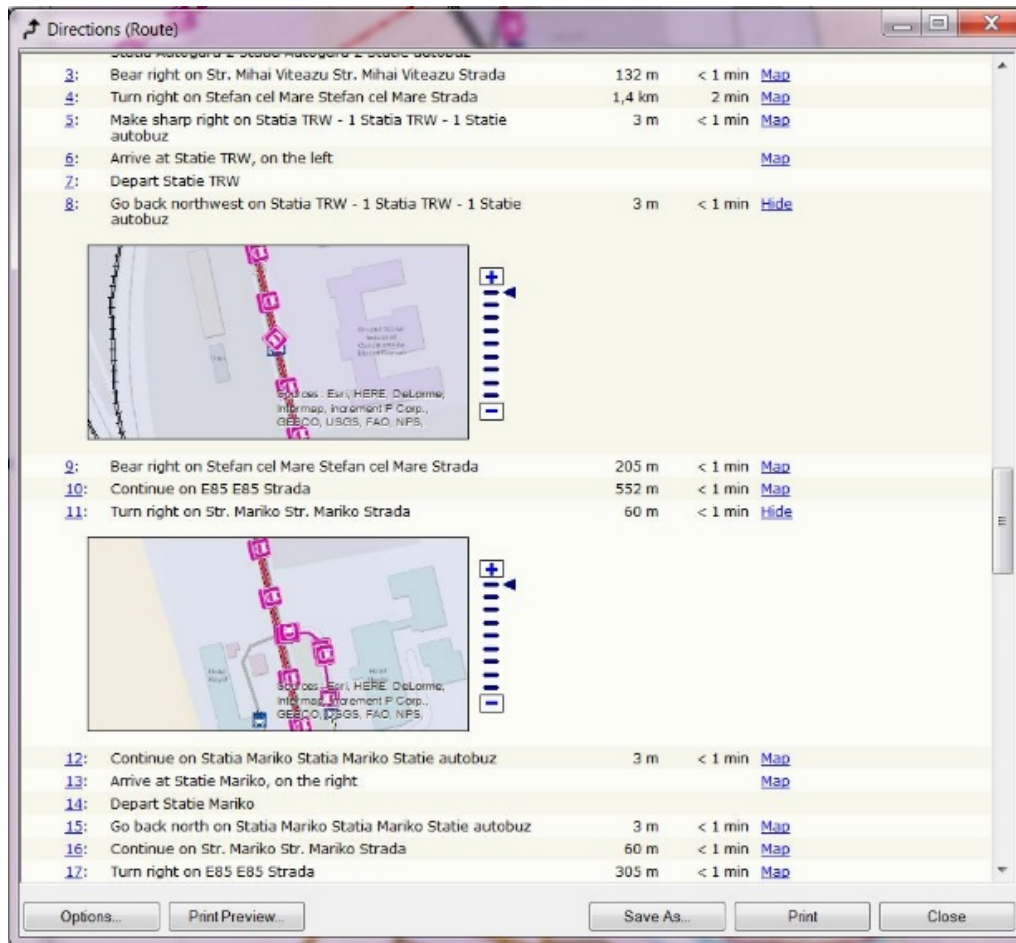 Directions (Route)
3: Bear right on Str. Mihai Viteazu Str. Mihai Viteazu Strada 132 m < 1 min Map
4: Turn right on Stefan cel Mare Stefan cel Mare Strada 1,4 km 2 min Map
5: Make sharp right on Statia TRW - 1 Statia TRW - 1 Statie 3 m < 1 min Map
autobuz
6: Arrive at Statie TRW, on the left Map
7: Depart Statie TRW
8: Go back northwest on Statia TRW - 1 Statia TRW - 1 Statie 3 m < 1 min Hide
autobuz
Sources: Esri, HERE, DeLorme,
Intermap, increment P Corp.,
GEBCO, USGS, FAO, NPS,
9: Bear right on Stefan cel Mare Stefan cel Mare Strada 205 m < 1 min Map
10: Continue on E85 E85 Strada 552 m < 1 min Map
11: Turn right on Str. Mariko Str. Mariko Strada 60 m < 1 min Hide
Sources: Esri, HERE, DeLorme,
Intermap, increment P Corp.,
GEBCO, USGS, FAO, NPS,
12: Continue on Statia Mariko Statia Mariko Statie autobuz 3 m < 1 min Map
13: Arrive at Statie Mariko, on the right Map
14: Depart Statie Mariko
15: Go back north on Statia Mariko Statia Mariko Statie autobuz 3 m < 1 min Map
16: Continue on Str. Mariko Str. Mariko Strada 60 m < 1 min Map
17: Turn right on E85 E85 Strada 305 m < 1 min Map
Options... Print Preview... Save As... Print Close